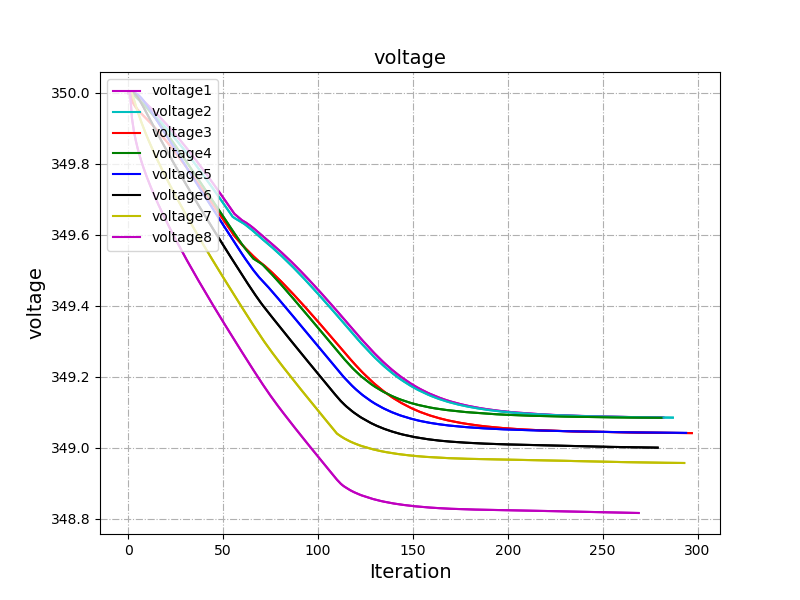 voltage
voltage
350.0
349.8
349.6
349.4
349.2
349.0
348.8
voltage1
voltage2
voltage3
voltage4
voltage5
voltage6
voltage7
voltage8
0
50
100
150
200
250
300
Iteration